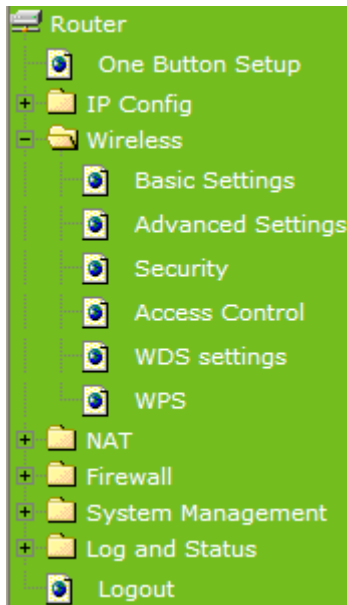 Router
One Button Setup
IP Config
Wireless
Basic Settings
Advanced Settings
Security
Access Control
WDS settings
WPS
NAT
Firewall
System Management
Log and Status
Logout